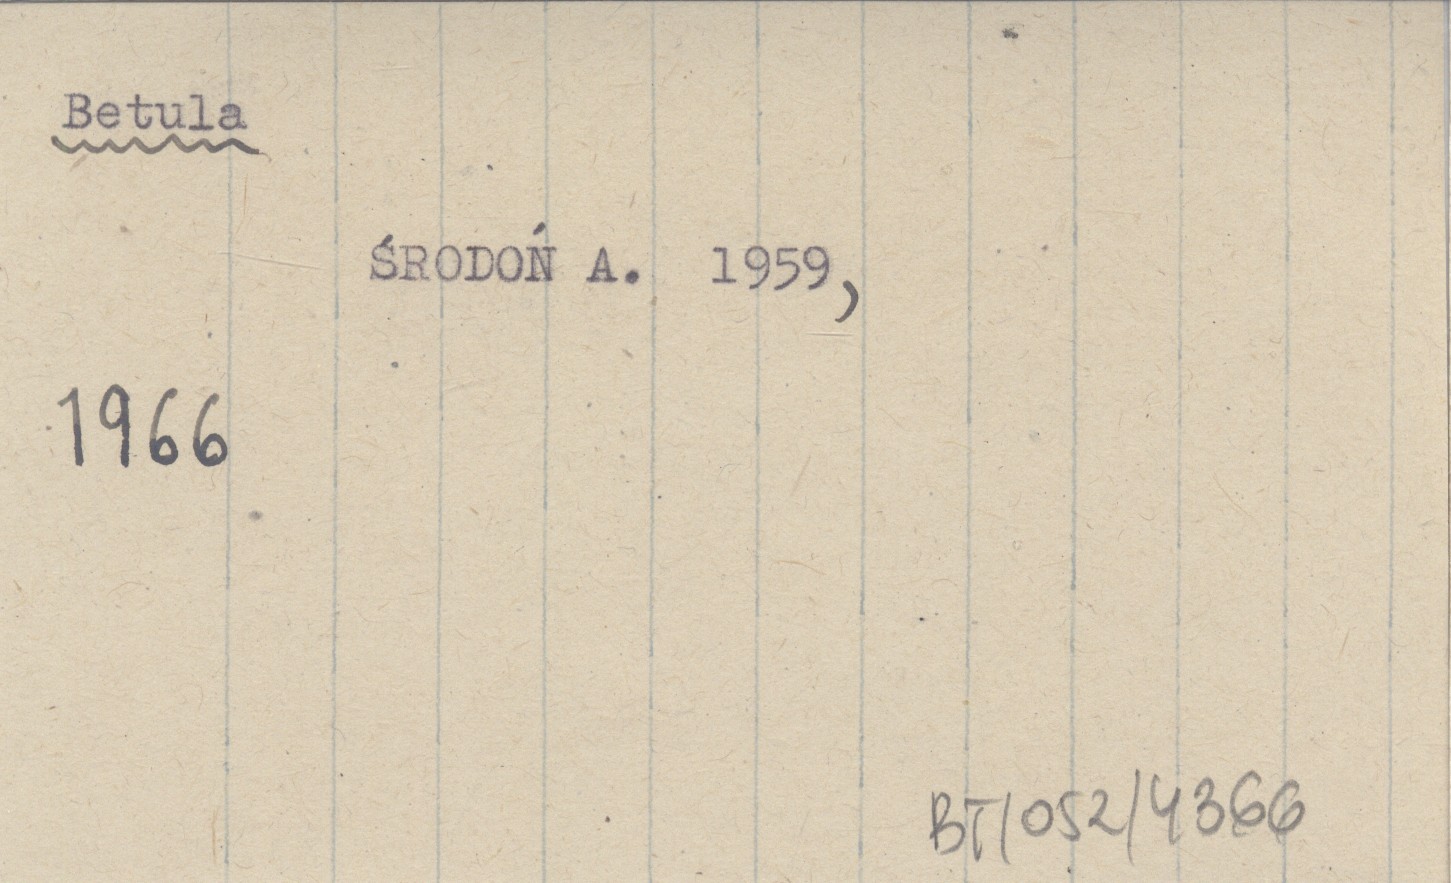 Betula
ŚRODOŃ A. 1959,
1966
BT/052/4366